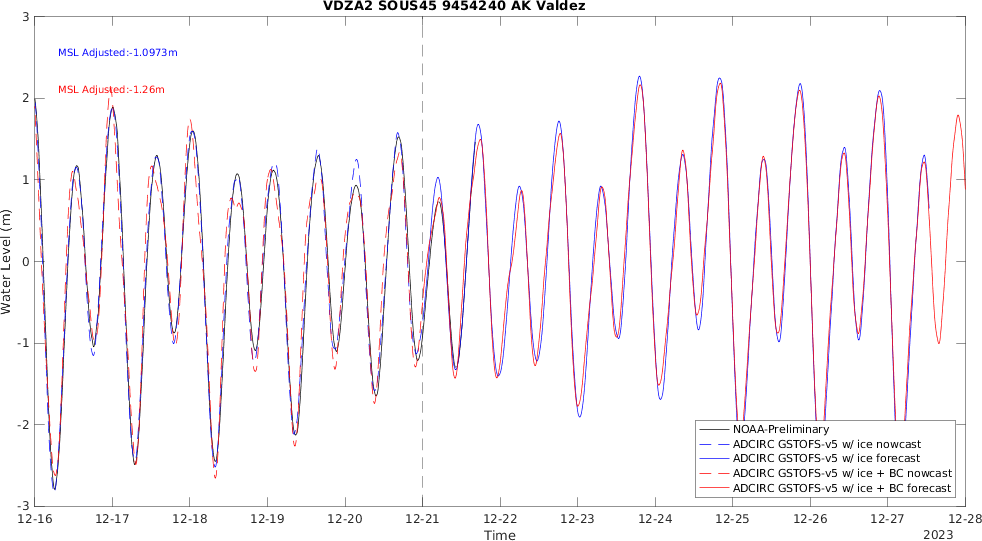 VDZA2 SOUS45 9454240 AK Valdez
MSL Adjusted:-1.0973m
MSL Adjusted:-1.26m
3
2
1
0
-1
-2
-3
Water Level (m)
NOAA-Preliminary
ADCIRC GSTOFS-v5 w/ ice nowcast
ADCIRC GSTOFS-v5 w/ ice forecast
ADCIRC GSTOFS-v5 w/ ice + BC nowcast
ADCIRC GSTOFS-v5 w/ ice + BC forecast
12-16 12-17 12-18 12-19 12-20 12-21 12-22 12-23 12-24 12-25 12-26 12-27 12-28
Time
2023